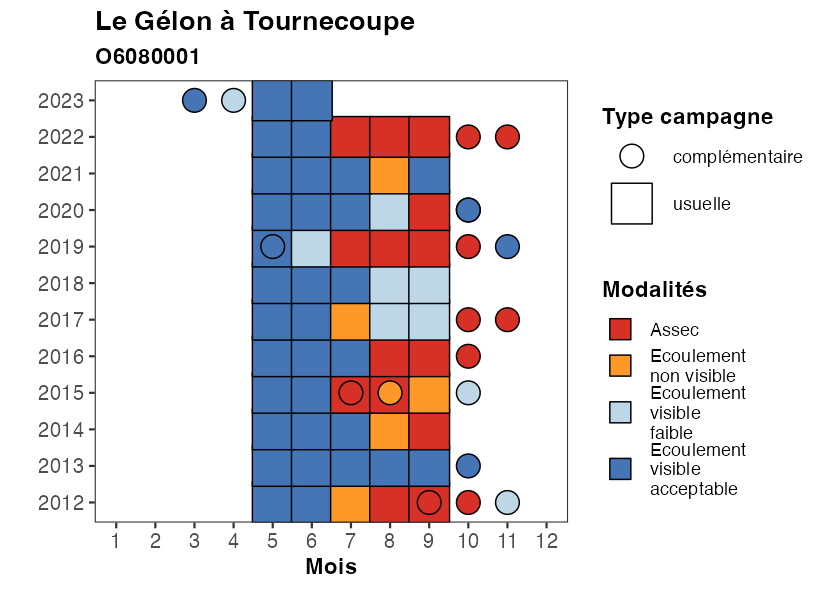 Le Gélon à Tournecoupe
O6080001
2023
2022
2021
2020
2019
2018
2017
2016
2015
2014
2013
2012
1 2 3 4 5 6 7 8 9 10 11 12
Mois
Type campagne
complémentaire
usuelle
Modalités
Assec
Ecoulement
non visible
Ecoulement
visible
faible
Ecoulement
visible
acceptable